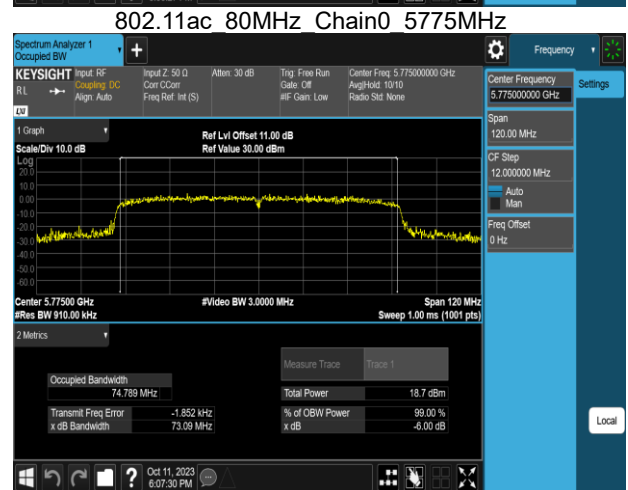 802.11ac_80MHz_Chain0_5775MHz
Spectrum Analyzer 1
Occupied BW
Frequency
KEYSIGHT
RL
LXI
Input: RF
Coupling: DC
Align: Auto
Input Z: 50 Ω
Corr CCorr
Freq Ref: Int (S)
Atten: 30 dB
Trig: Free Run
Gate: Off
#IF Gain: Low
Center Freq: 5.775000000 GHz
Avg|Hold: 10/10
Radio Std: None
Center Frequency
5.775000000 GHz
Settings
Span
120.00 MHz
CF Step
12.000000 MHz
Auto
Man
Freq Offset
0 Hz
1 Graph
Scale/Div 10.0 dB
Ref Lvl Offset 11.00 dB
Ref Value 30.00 dBm
Log
20.0
10.0
0.00
-10.0
-20.0
-30.0
-40.0
-50.0
-60.0
Center 5.77500 GHz
#Video BW 3.0000 MHz
Span 120 MHz
#Res BW 910.00 kHz
Sweep 1.00 ms (1001 pts)
2 Metrics
Measure Trace
Trace 1
Occupied Bandwidth
74.789 MHz
Total Power
18.7 dBm
Transmit Freq Error
-1.852 kHz
% of OBW Power
99.00 %
x dB Bandwidth
73.09 MHz
x dB
-6.00 dB
Local
?
Oct 11, 2023
6:07:30 PM